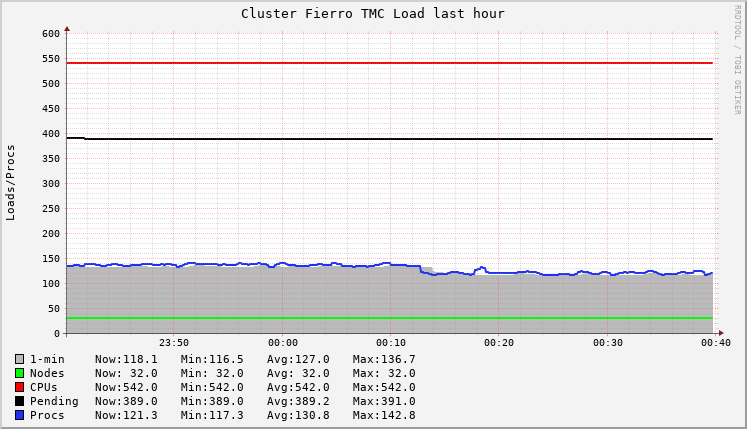 Cluster Fierro TMC Load last hour
RRDTOOL / TOBI OETIKER
Loads/Procs
600
550
500
450
400
350
300
250
200
150
100
50
0
23:50 00:00 00:10 00:20 00:30 00:40
1-min Now:118.1 Min:116.5 Avg:127.0 Max:136.7
Nodes Now: 32.0 Min: 32.0 Avg: 32.0 Max: 32.0
CPUs Now:542.0 Min:542.0 Avg:542.0 Max:542.0
Pending Now:389.0 Min:389.0 Avg:389.2 Max:391.0
Procs Now:121.3 Min:117.3 Avg:130.8 Max:142.8